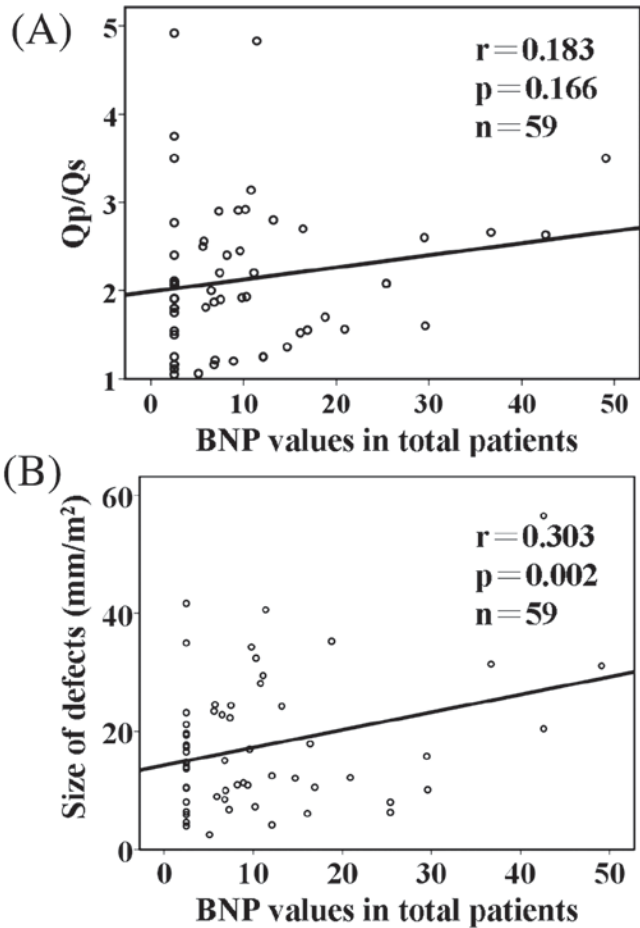 (A)
Qp/Qs
5
4
3
2
1
r=0.183
p=0.166
n=59
0 10 20 30 40 50
BNP values in total patients
(B)
Size of defects (mm/m²)
60
40
20
0
r=0.303
p=0.002
n=59
0 10 20 30 40 50
BNP values in total patients